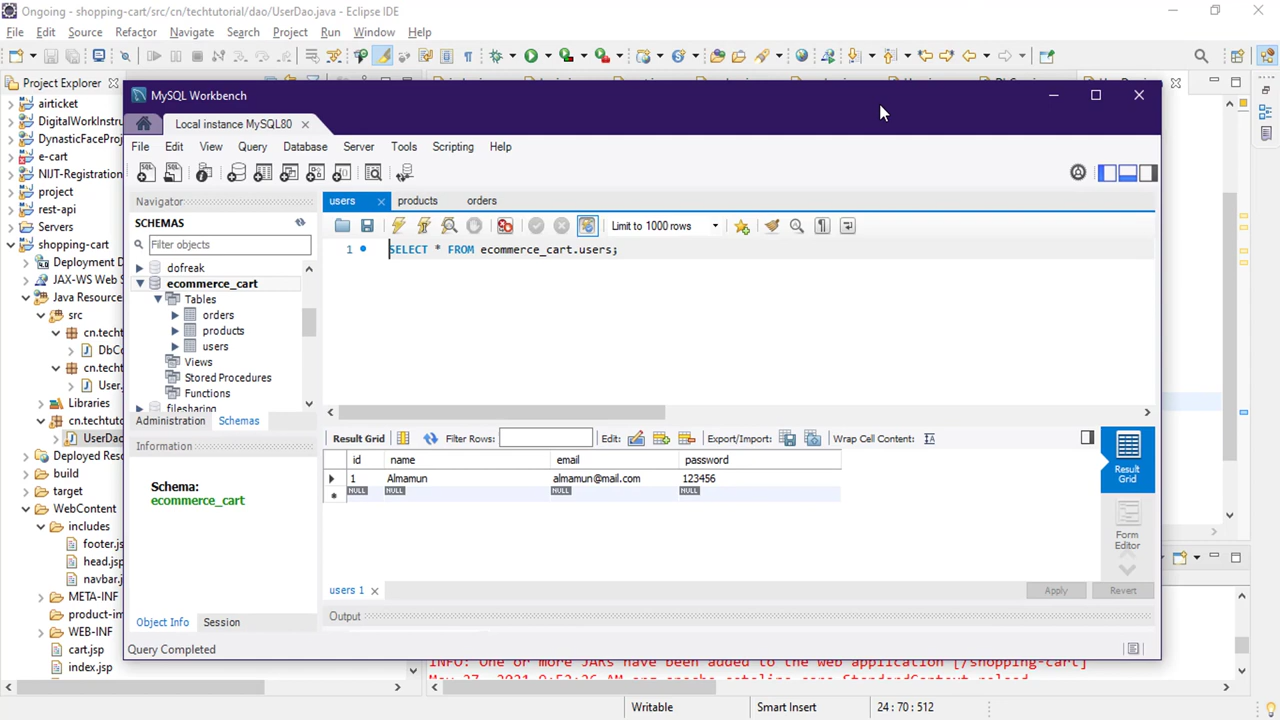 Ongoing - shopping-cart/src/cn/techtutorial/dao/UserDao.java - Eclipse IDE
File Edit Source Refactor Navigate Search Project Run Window Help
Project Explorer
airticket
DigitalWorkInstru
DynasticFaceProj
e-cart
NIJT-Registration
project
rest-api
Servers
shopping-cart
Deployment D
JAX-WS Web S
Java Resource
src
cn.techt
DbCo
cn.techt
User.
Libraries
cn.techtu
UserDao
Deployed Res
build
target
WebContent
includes
footer.js
head.jsp
navbar.j
META-INF
product-im
WEB-INF
cart.jsp
index.jsp
MySQL Workbench
Local instance MySQL80
File Edit View Query Database Server Tools Scripting Help
Navigator
SCHEMAS
Filter objects
dofreak
ecommerce_cart
Tables
orders
products
users
Views
Stored Procedures
Functions
filesharing
Administration Schemas
Information
Schema:
ecommerce_cart
Object Info Session
Query Completed
users products orders
Limit to 1000 rows
1 SELECT * FROM ecommerce_cart.users;
Result Grid Filter Rows: Edit: Export/Import: Wrap Cell Content:
id name email password
1 Almamun almamun@mail.com 123456
NULL NULL NULL NULL
Result
Grid
Form
Editor
users 1
Apply Revert
Output
INFO: One or more JARs have been added to the web application [/shopping-cart]
Writable Smart Insert 24 : 70 : 512